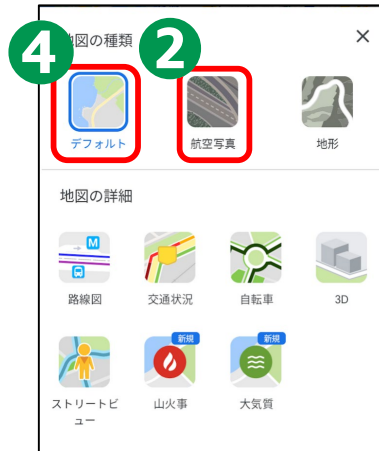 4
地図の種類
2
×
デフォルト
航空写真
地形
地図の詳細
M
路線図
交通状況
自転車
3D
新規
新規
ストリートビ
ュー
山火事
大気質